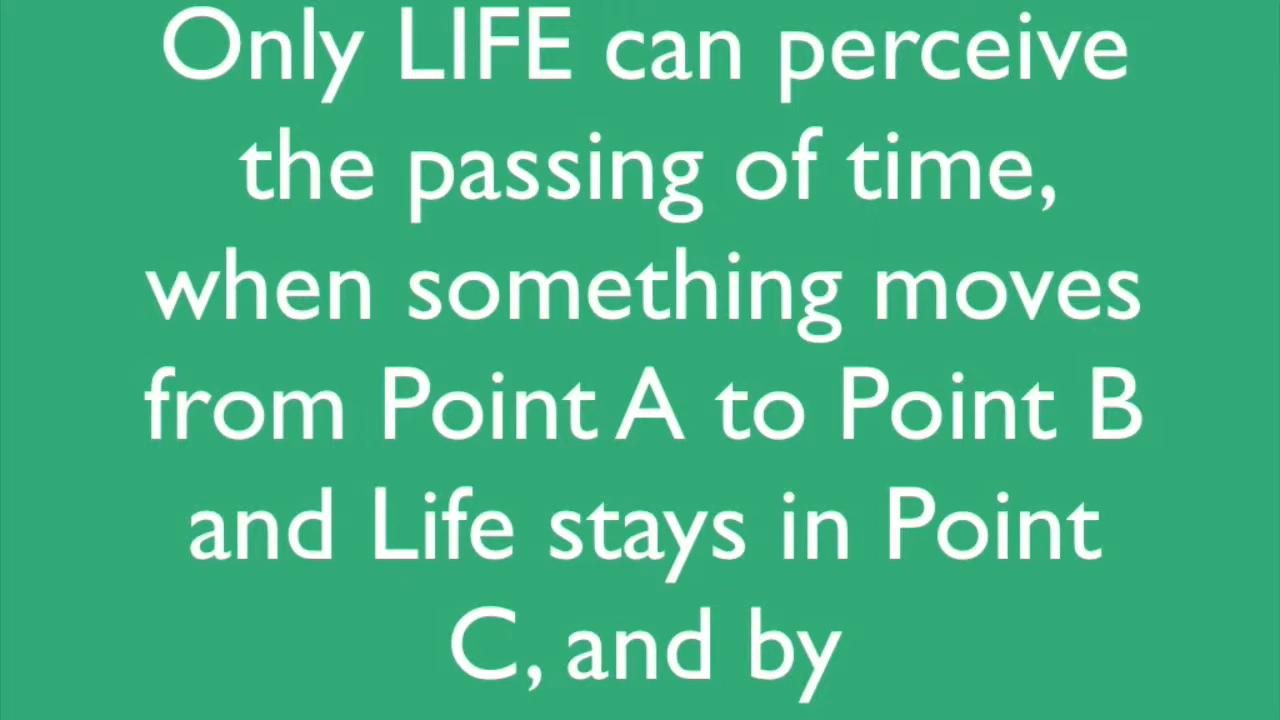 Only LIFE can perceive
the passing of time,
when something moves
from Point A to Point B
and Life stays in Point
C, and by